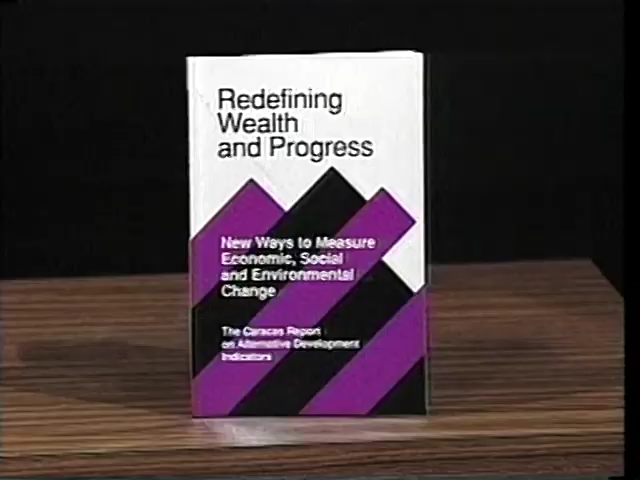 Redefining
Wealth
and Progress
New Ways to Measure
Economic, Social
and Environmental
Change
The Caracas Report
on Alternative Development
Indicators